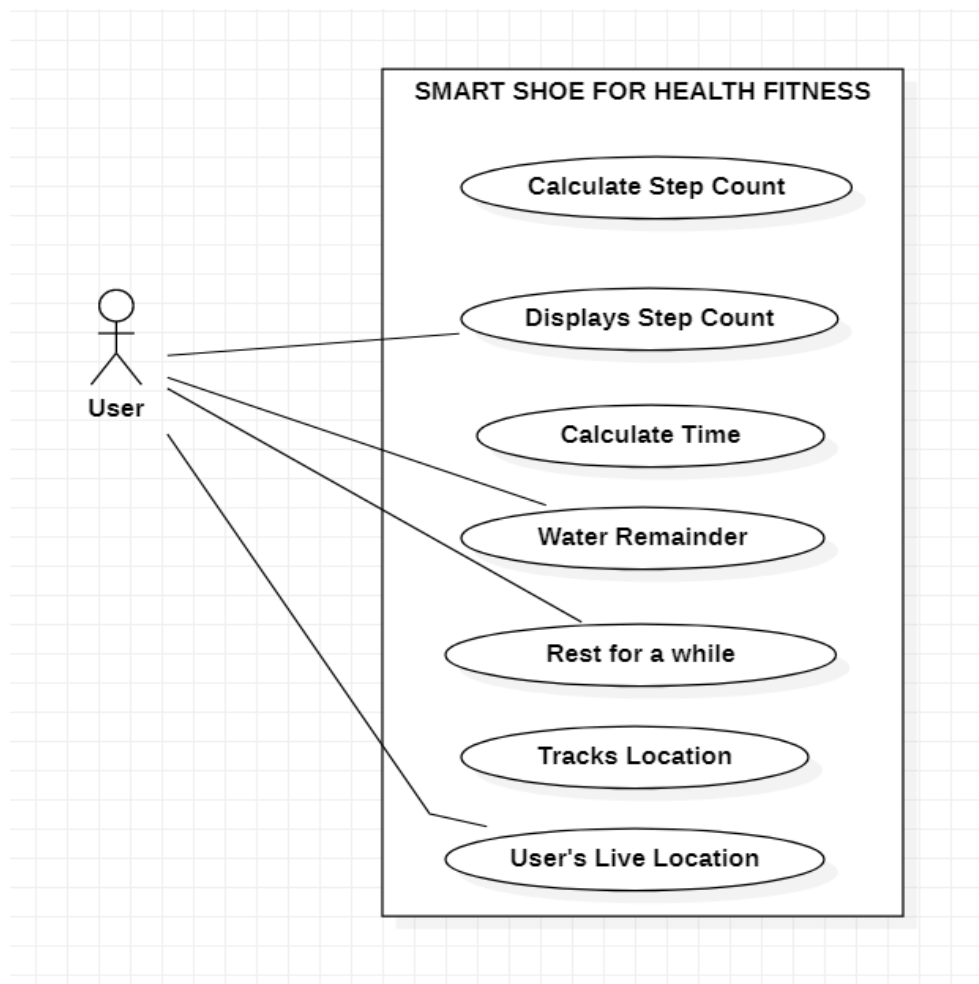 SMART SHOE FOR HEALTH FITNESS
Calculate Step Count
Displays Step Count
User
Calculate Time
Water Remainder
Rest for a while
Tracks Location
User's Live Location